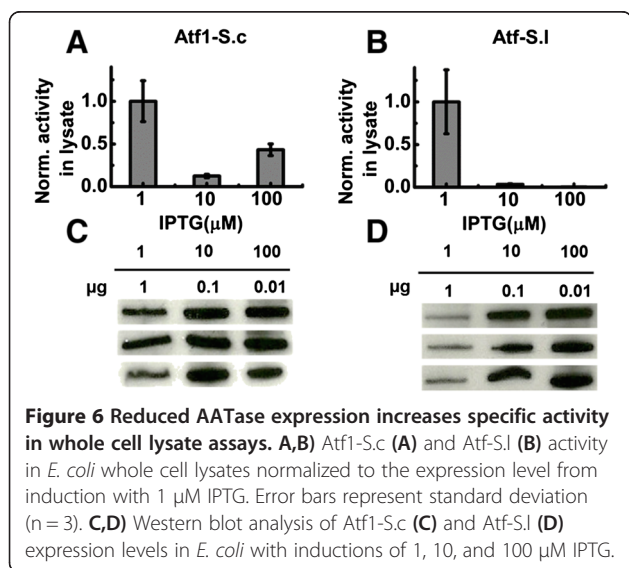 A
Atf1-S.c
B
Atf-S.l
Norm. activity in lysate
1.0
0.5
0.0
1 10 100
IPTG(μM)
Norm. activity in lysate
1.0
0.5
0.0
1 10 100
C
1 10 100
μg 1 0.1 0.01
D
1 10 100
μg 1 0.1 0.01
Figure 6 Reduced AATase expression increases specific activity
in whole cell lysate assays. A,B) Atf1-S.c (A) and Atf-S.l (B) activity
in E. coli whole cell lysates normalized to the expression level from
induction with 1 μM IPTG. Error bars represent standard deviation
(n = 3). C,D) Western blot analysis of Atf1-S.c (C) and Atf-S.l (D)
expression levels in E. coli with inductions of 1, 10, and 100 μM IPTG.